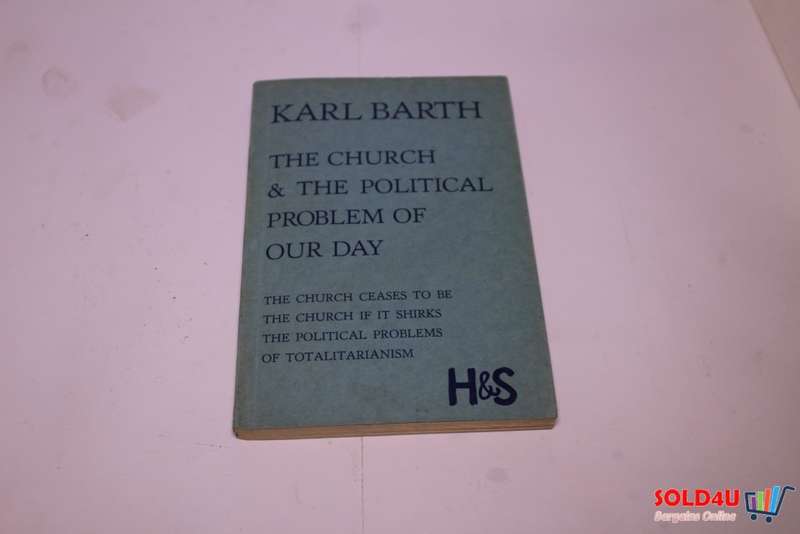 KARL BARTH
THE CHURCH
& THE POLITICAL
PROBLEM OF
OUR DAY
THE CHURCH CEASES TO BE
THE CHURCH IF IT SHIRKS
THE POLITICAL PROBLEMS
OF TOTALITARIANISM
H&S
SOLD4U
Bargains Online